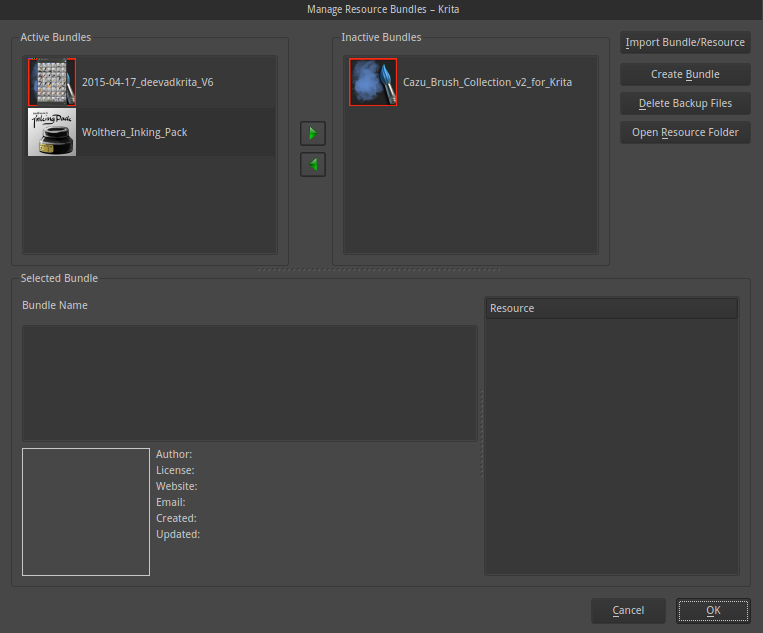 Manage Resource Bundles – Krita
Active Bundles
2015-04-17_deevadkrita_V6
Inking Pack
Wolthera_Inking_Pack
Inactive Bundles
Cazu_Brush_Collection_v2_for_Krita
Import Bundle/Resource
Create Bundle
Delete Backup Files
Open Resource Folder
Selected Bundle
Bundle Name
Resource
Author:
License:
Website:
Email:
Created:
Updated:
Cancel
OK